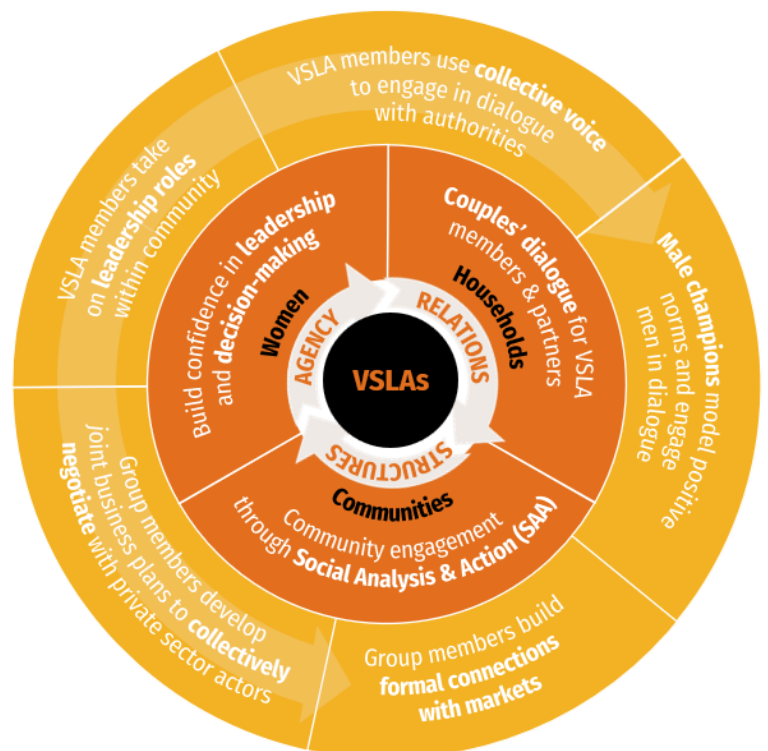 VSLA members use collective voice
to engage in dialogue
with authorities
Male champions model positive
norms and engage
men in dialogue
Group members build
formal connections
with markets
Group members develop
joint business plans to collectively
negotiate with private sector actors
VSLA members take
on leadership roles
within community
Build confidence in leadership
and decision-making
Women
Couples’ dialogue for VSLA
members & partners
Households
Communities
Community engagement
through Social Analysis & Action (SAA)
AGENCY
RELATIONS
STRUCTURES
VSLAs